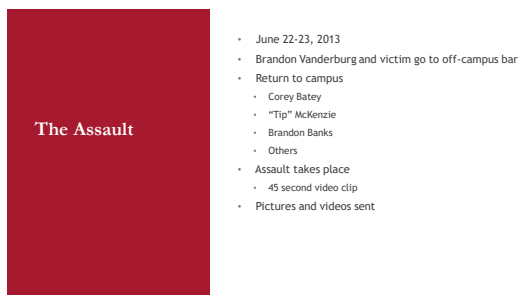 The Assault
• June 22-23, 2013
• Brandon Vanderburg and victim go to off-campus bar
• Return to campus
• Corey Batey
• “Tip” McKenzie
• Brandon Banks
• Others
• Assault takes place
• 45 second video clip
• Pictures and videos sent